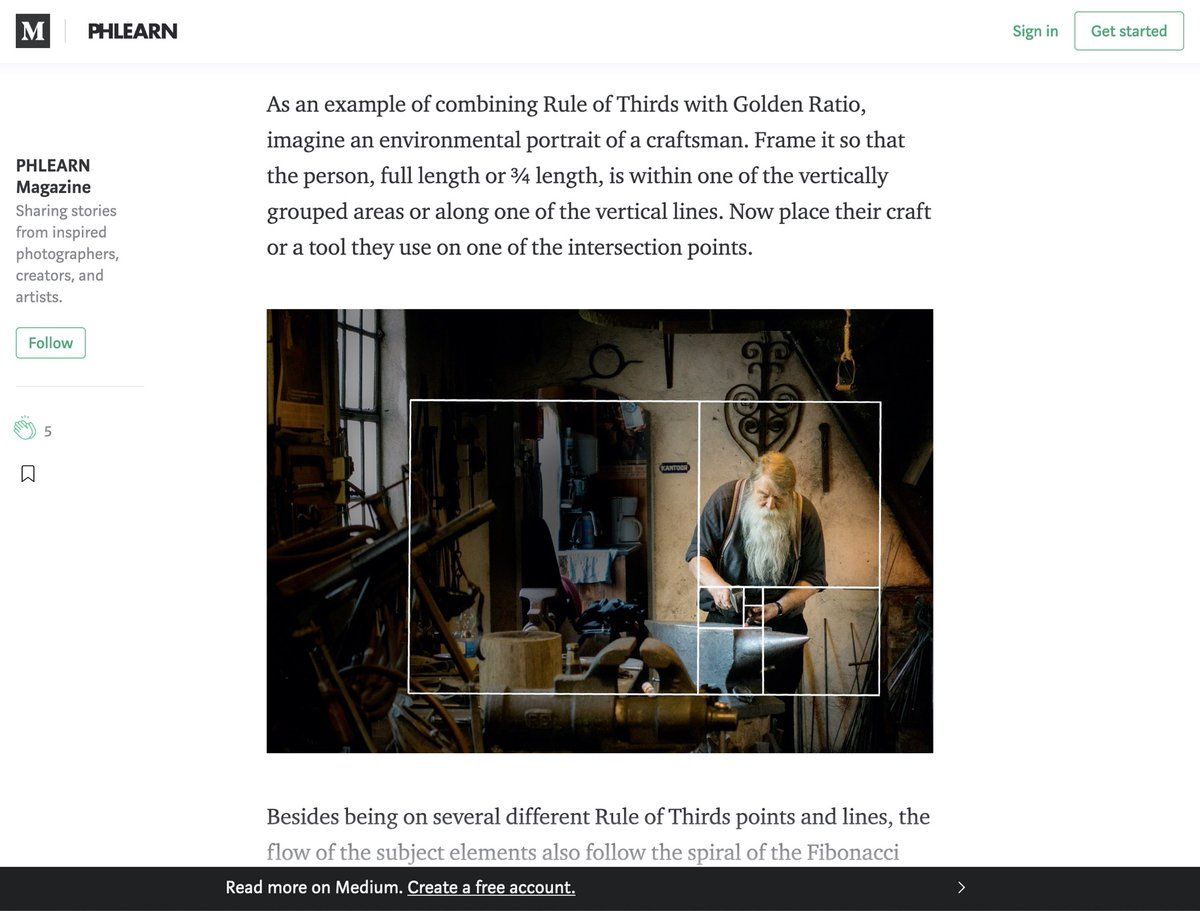 M PHLEARN Sign in Get started
PHLEARN
Magazine
Sharing stories
from inspired
photographers,
creators, and
artists.
Follow
5
As an example of combining Rule of Thirds with Golden Ratio,
imagine an environmental portrait of a craftsman. Frame it so that
the person, full length or ¾ length, is within one of the vertically
grouped areas or along one of the vertical lines. Now place their craft
or a tool they use on one of the intersection points.
KANTOOR
Besides being on several different Rule of Thirds points and lines, the
flow of the subject elements also follow the spiral of the Fibonacci
Read more on Medium. Create a free account.